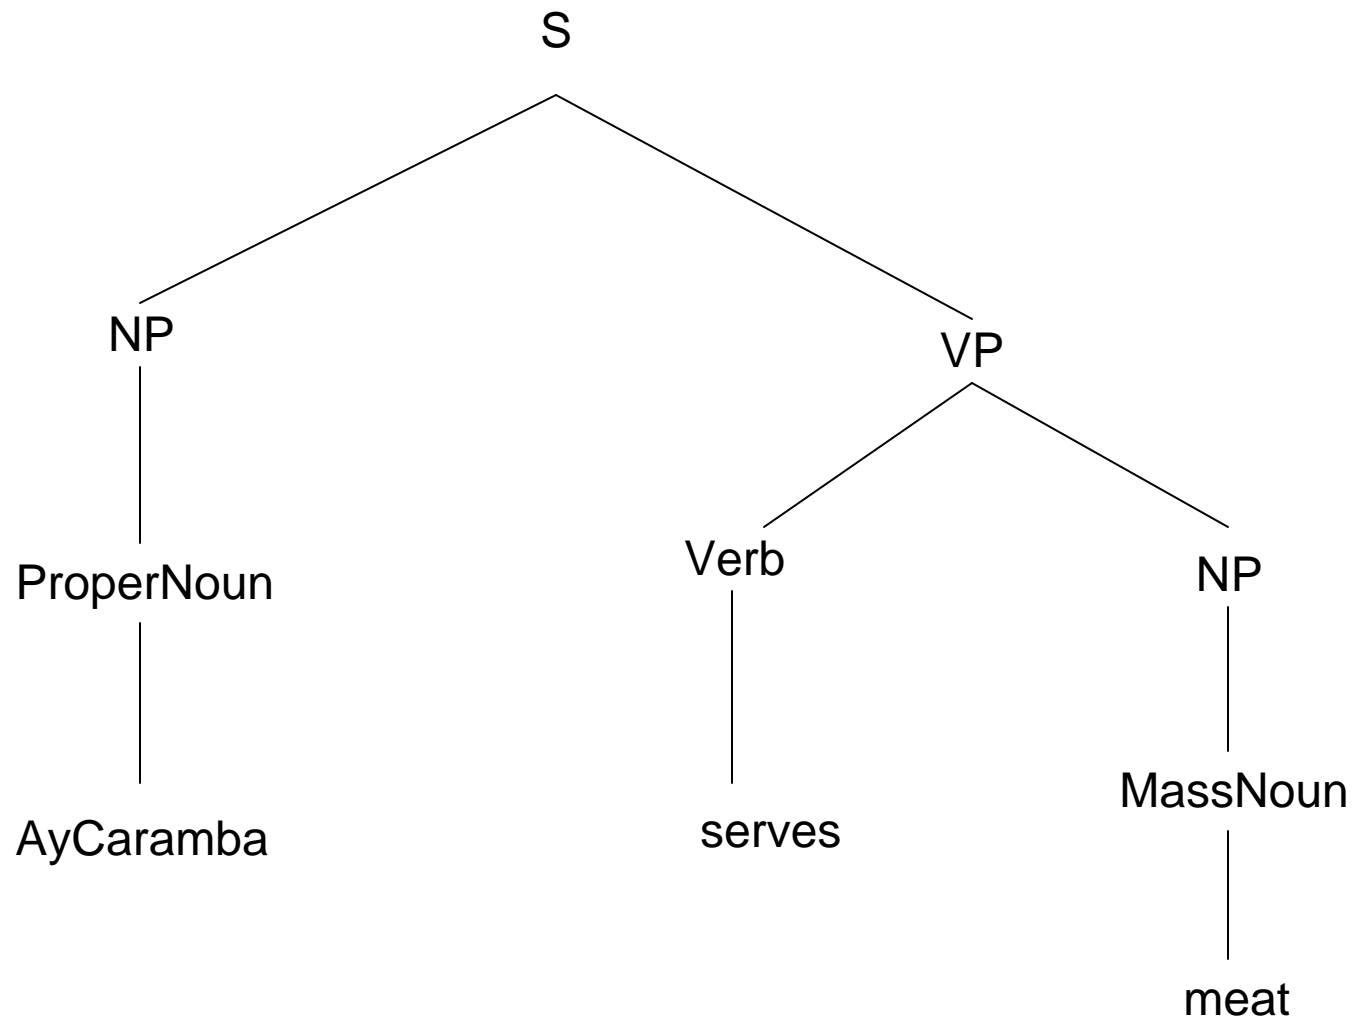 S
NP
VP
ProperNoun
Verb
NP
AyCaramba
serves
MassNoun
meat